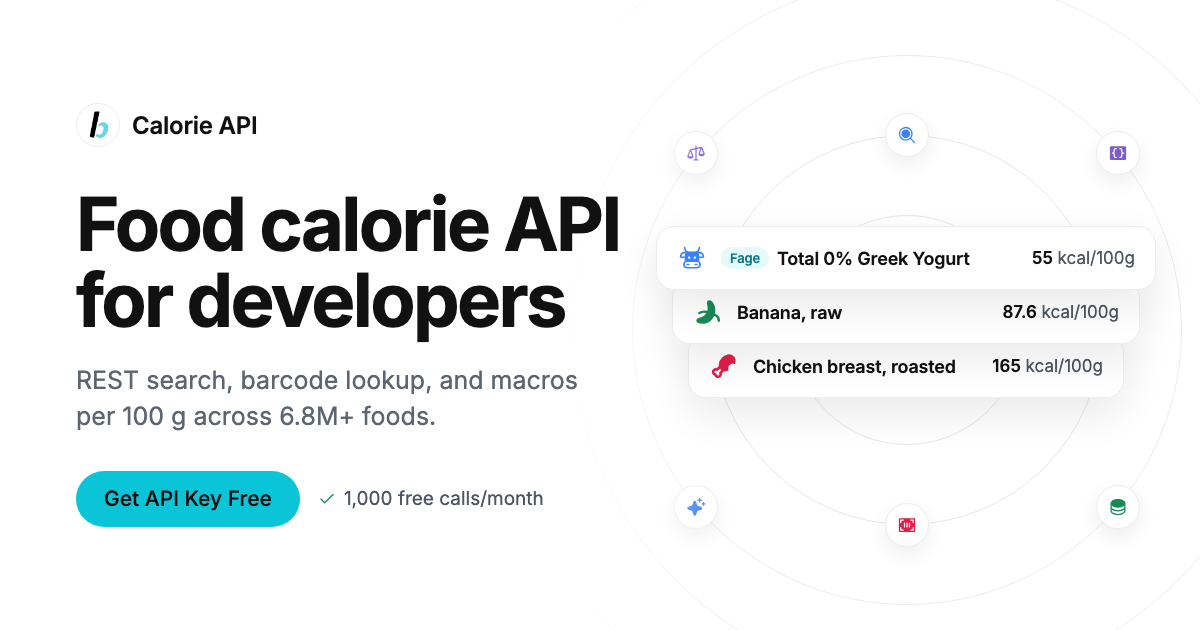 Calorie API
Food calorie API
for developers
REST search, barcode lookup, and macros
per 100 g across 6.8M+ foods.
Get API Key Free
1,000 free calls/month
Fage Total 0% Greek Yogurt 55 kcal/100g
Banana, raw 87.6 kcal/100g
Chicken breast, roasted 165 kcal/100g